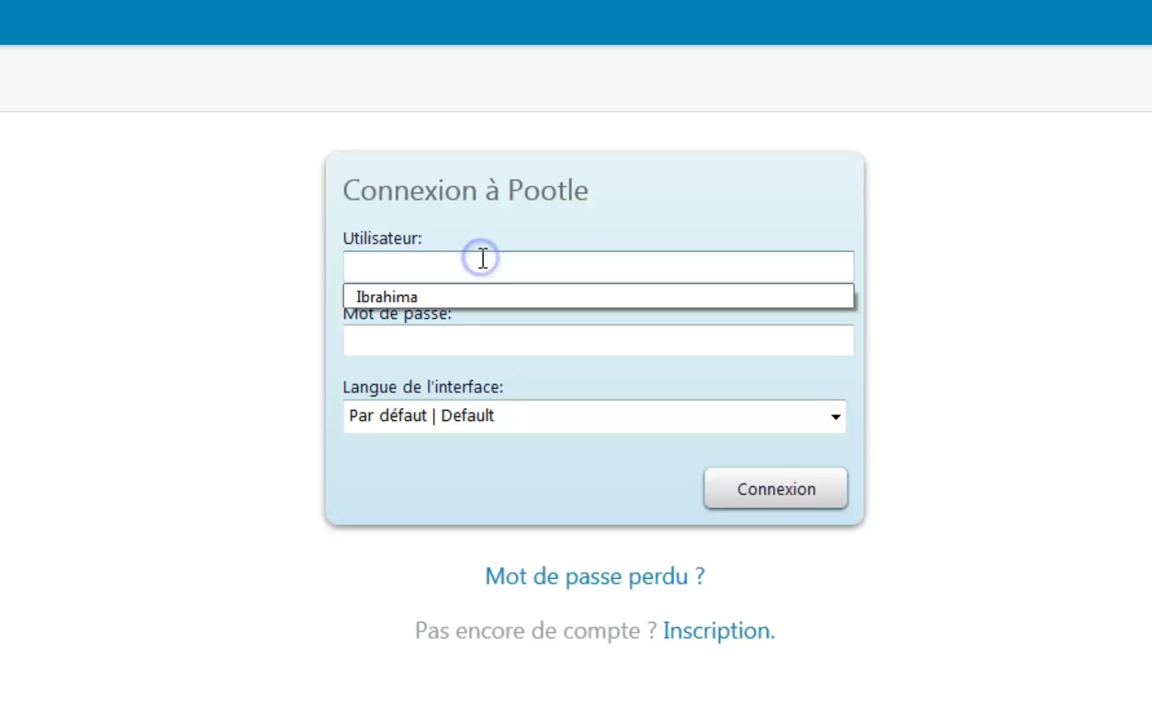 Connexion à Pootle
Utilisateur:
Ibrahima
Mot de passe:
Langue de l'interface:
Par défaut | Default
Connexion
Mot de passe perdu ?
Pas encore de compte ? Inscription.